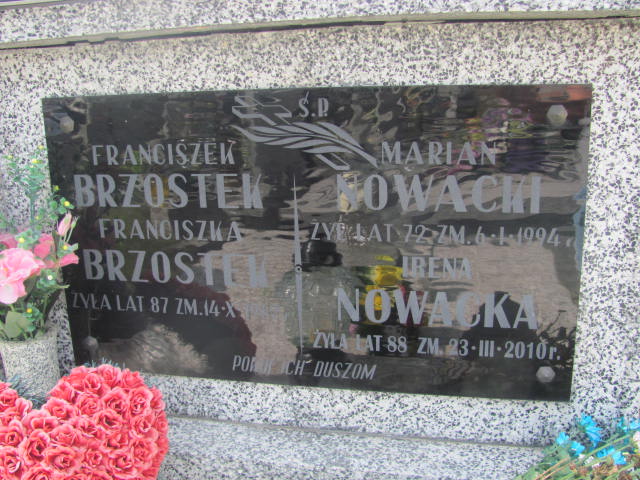 Ś.P.
FRANCISZEK
BRZOSTEK
FRANCISZKA
BRZOSTEK
ŻYŁA LAT 87 ZM.14-X
MARIAN
NOWACKI
ŻYŁ LAT 72 ZM. 6-1-1994
IRENA
NOWACKA
ŻYŁA LAT 88 ZM. 23-III-2010 r.
POKÓJ ICH DUSZOM